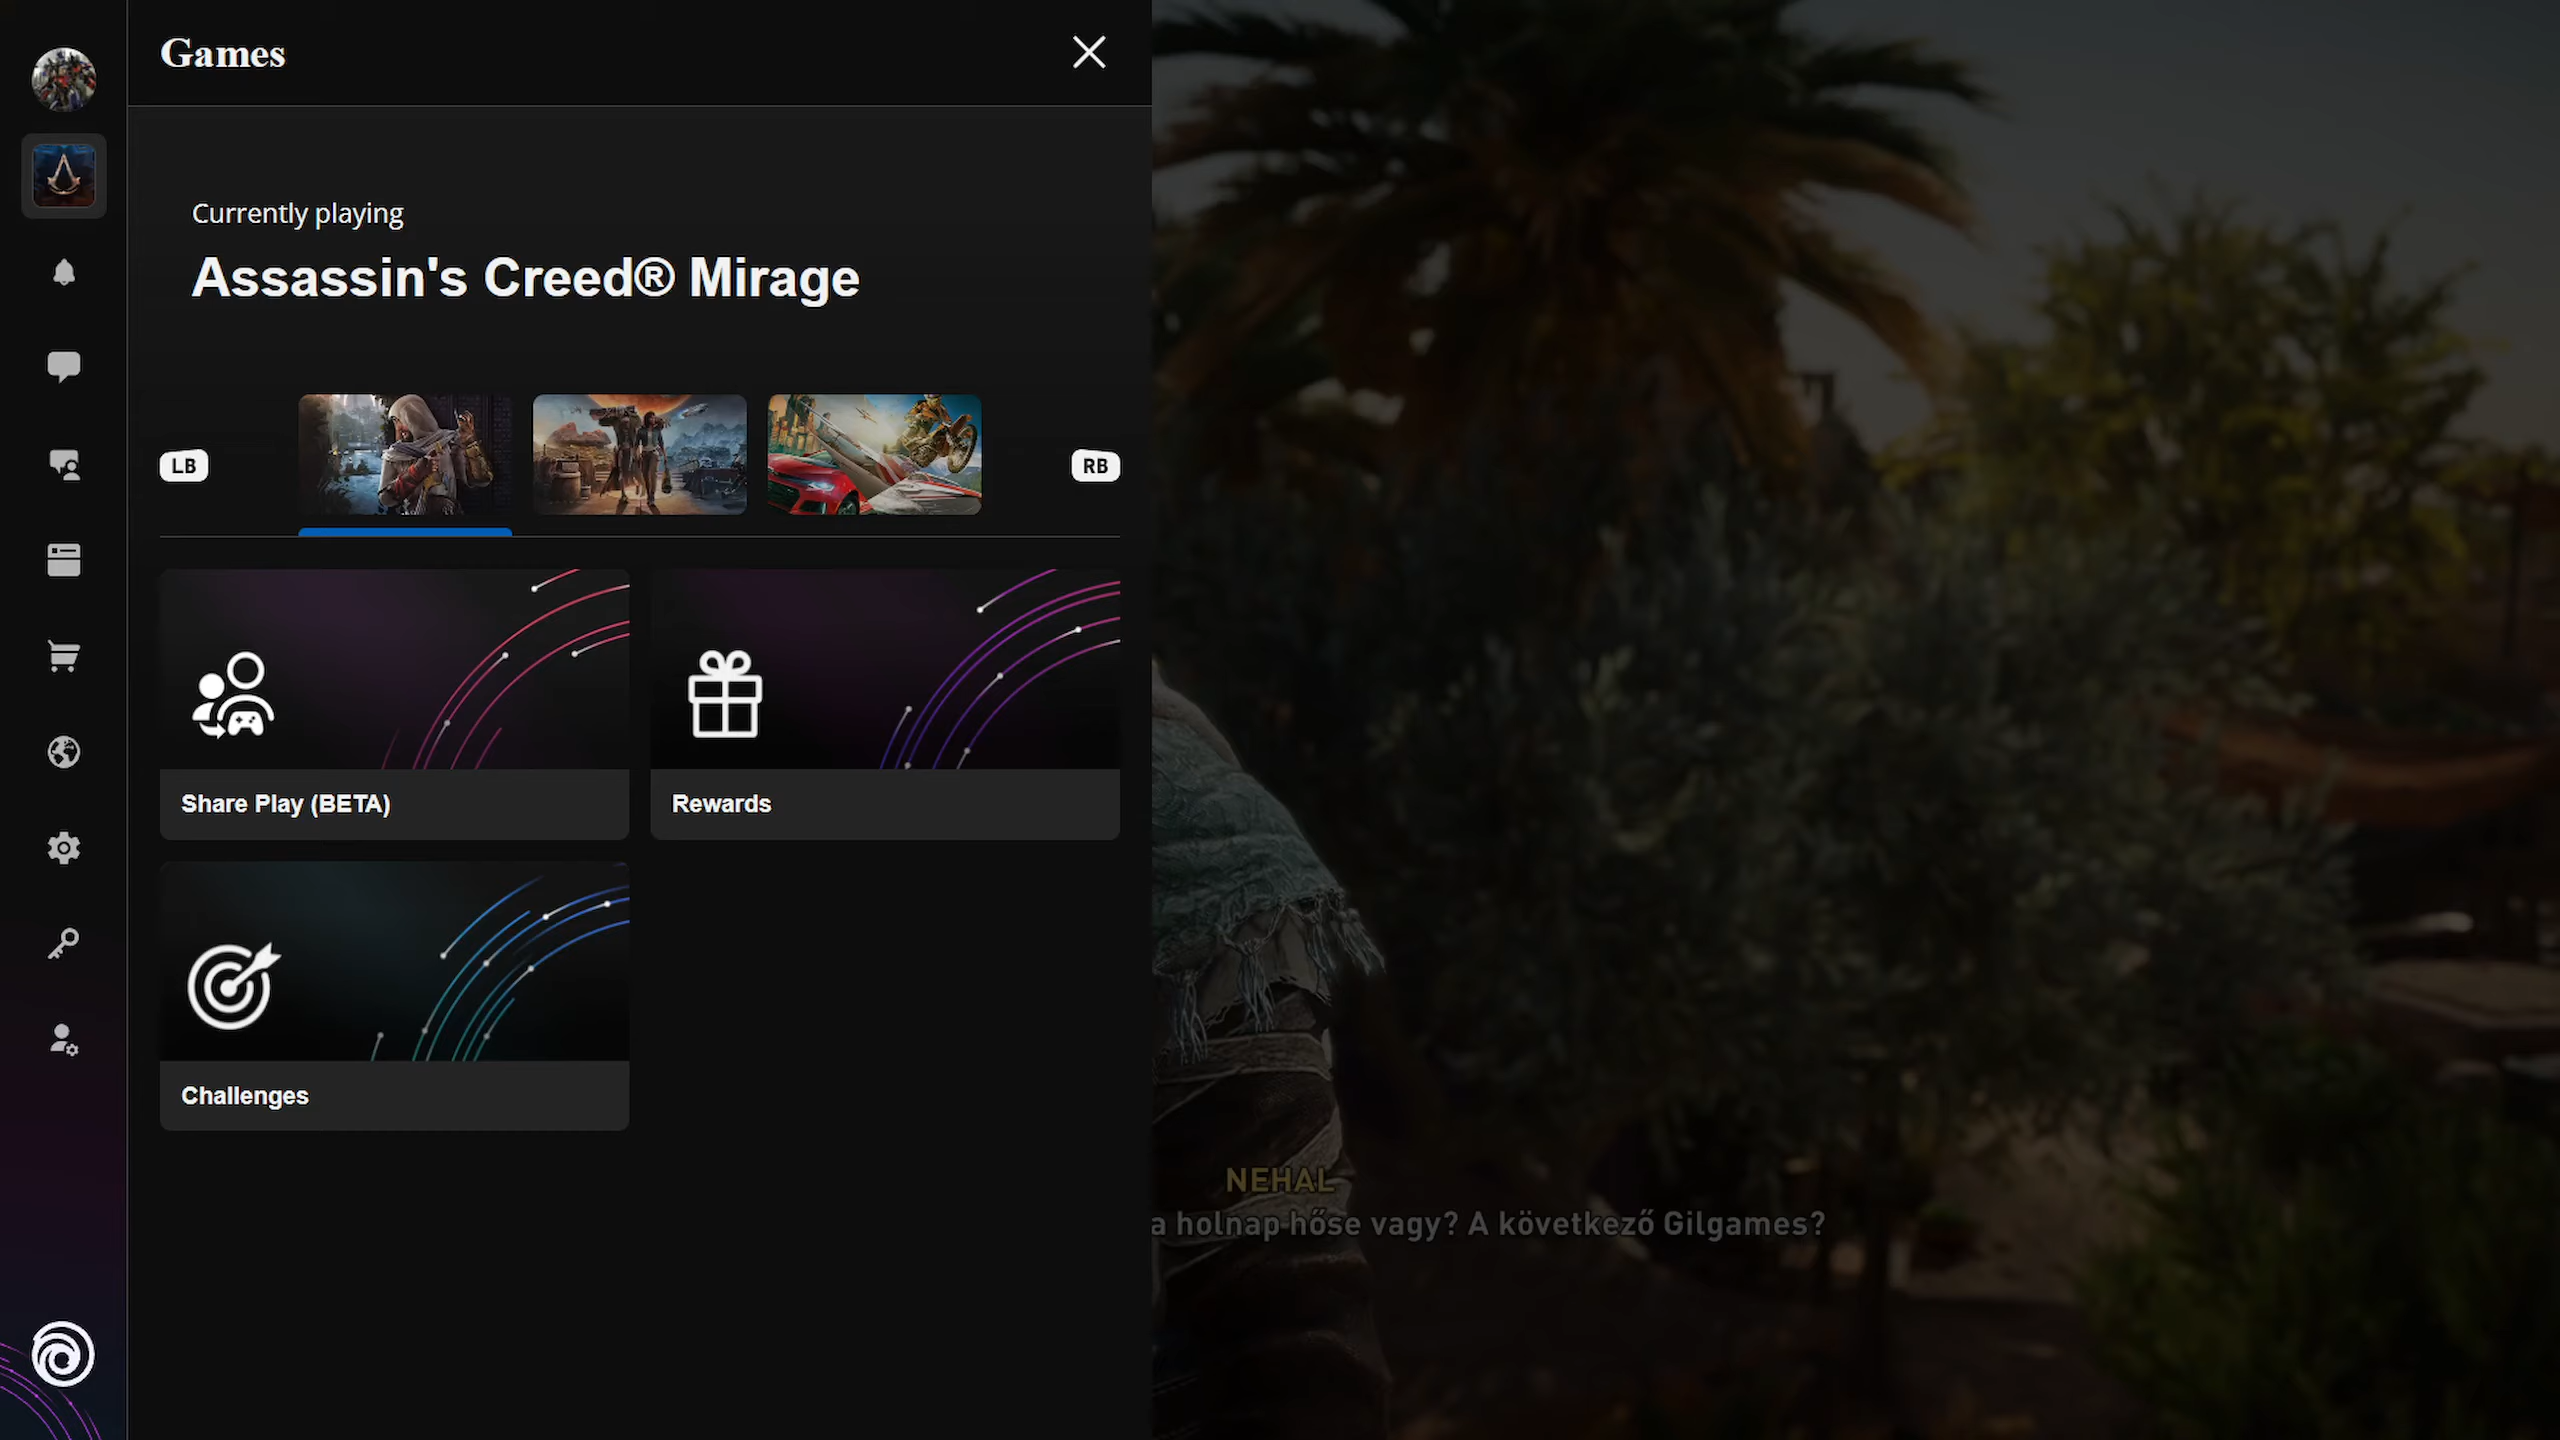 Games
Currently playing
Assassin's Creed® Mirage
LB
RB
Share Play (BETA)
Rewards
Challenges
NEHAL
a holnap hőse vagy? A következő Gilgames?